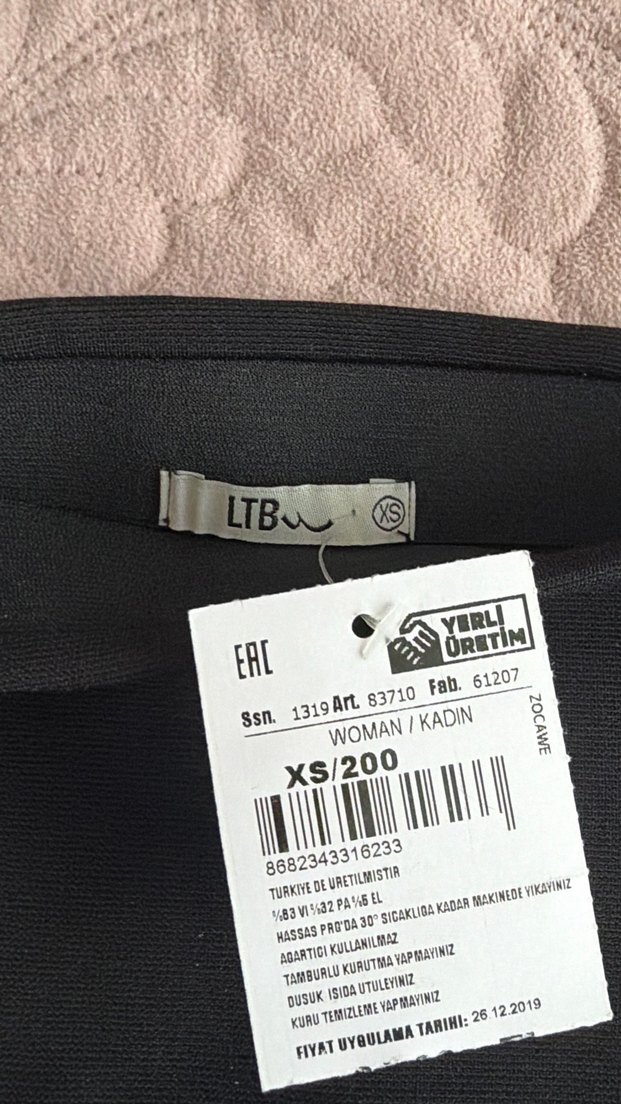 LTB XS
YERLİ
ÜRETİM
EAC
Ssn. 1319 Art. 83710 Fab. 61207
WOMAN / KADIN
ZOCAWE
XS/200
8682343316233
TURKIYE DE URETILMISTIR
%63 VI %32 PA %5 EL
HASSAS PRG'DA 30° SICAKLIGA KADAR MAKINEDE YIKAYINIZ
AGARTICI KULLANILMAZ
TAMBURLU KURUTMA YAPMAYINIZ
DUSUK ISIDA UTULEYINIZ
KURU TEMIZLEME YAPMAYINIZ
FIYAT UYGULAMA TARIHI: 26.12.2019